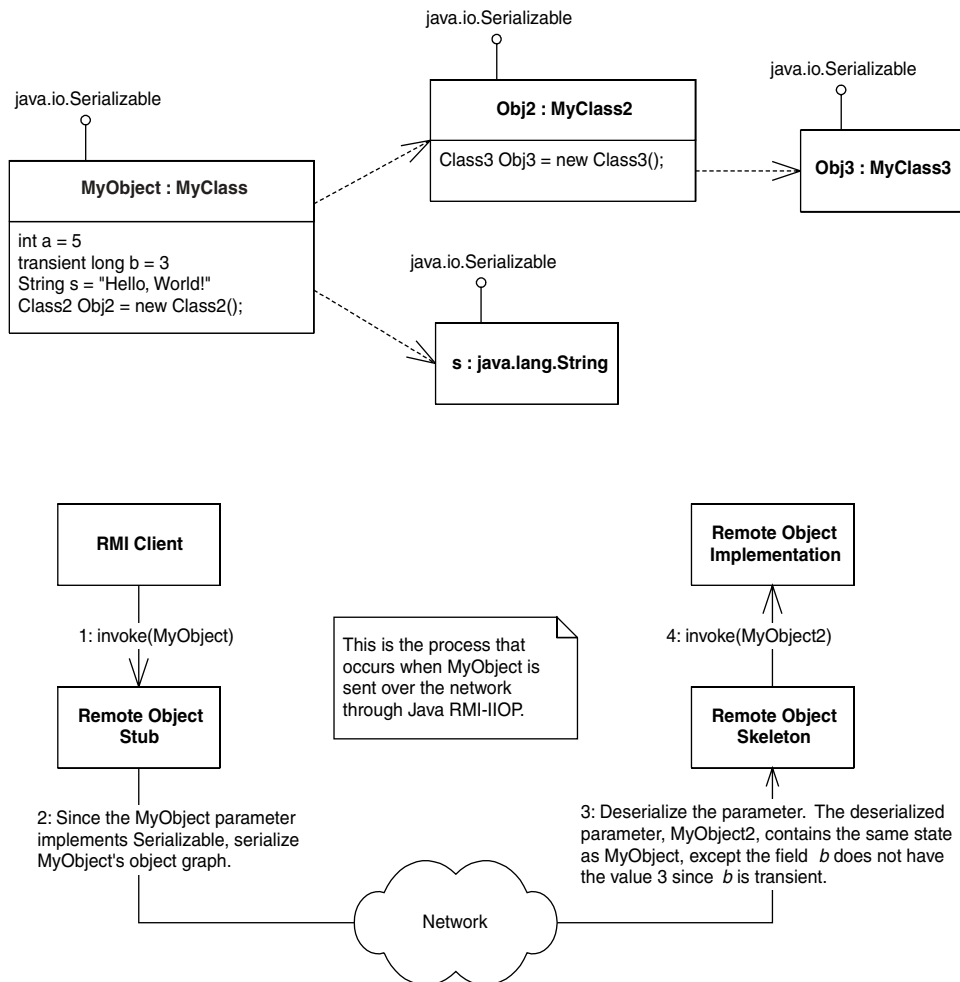 java.io.Serializable
java.io.Serializable
java.io.Serializable
Obj2 : MyClass2
Class3 Obj3 = new Class3();
Obj3 : MyClass3
MyObject : MyClass
int a = 5
transient long b = 3
String s = "Hello, World!"
Class2 Obj2 = new Class2();
java.io.Serializable
s : java.lang.String
RMI Client
1: invoke(MyObject)
Remote Object
Stub
2: Since the MyObject parameter
implements Serializable, serialize
MyObject's object graph.
This is the process that
occurs when MyObject is
sent over the network
through Java RMI-IIOP.
Network
Remote Object
Implementation
4: invoke(MyObject2)
Remote Object
Skeleton
3: Deserialize the parameter. The deserialized
parameter, MyObject2, contains the same state
as MyObject, except the field b does not have
the value 3 since b is transient.